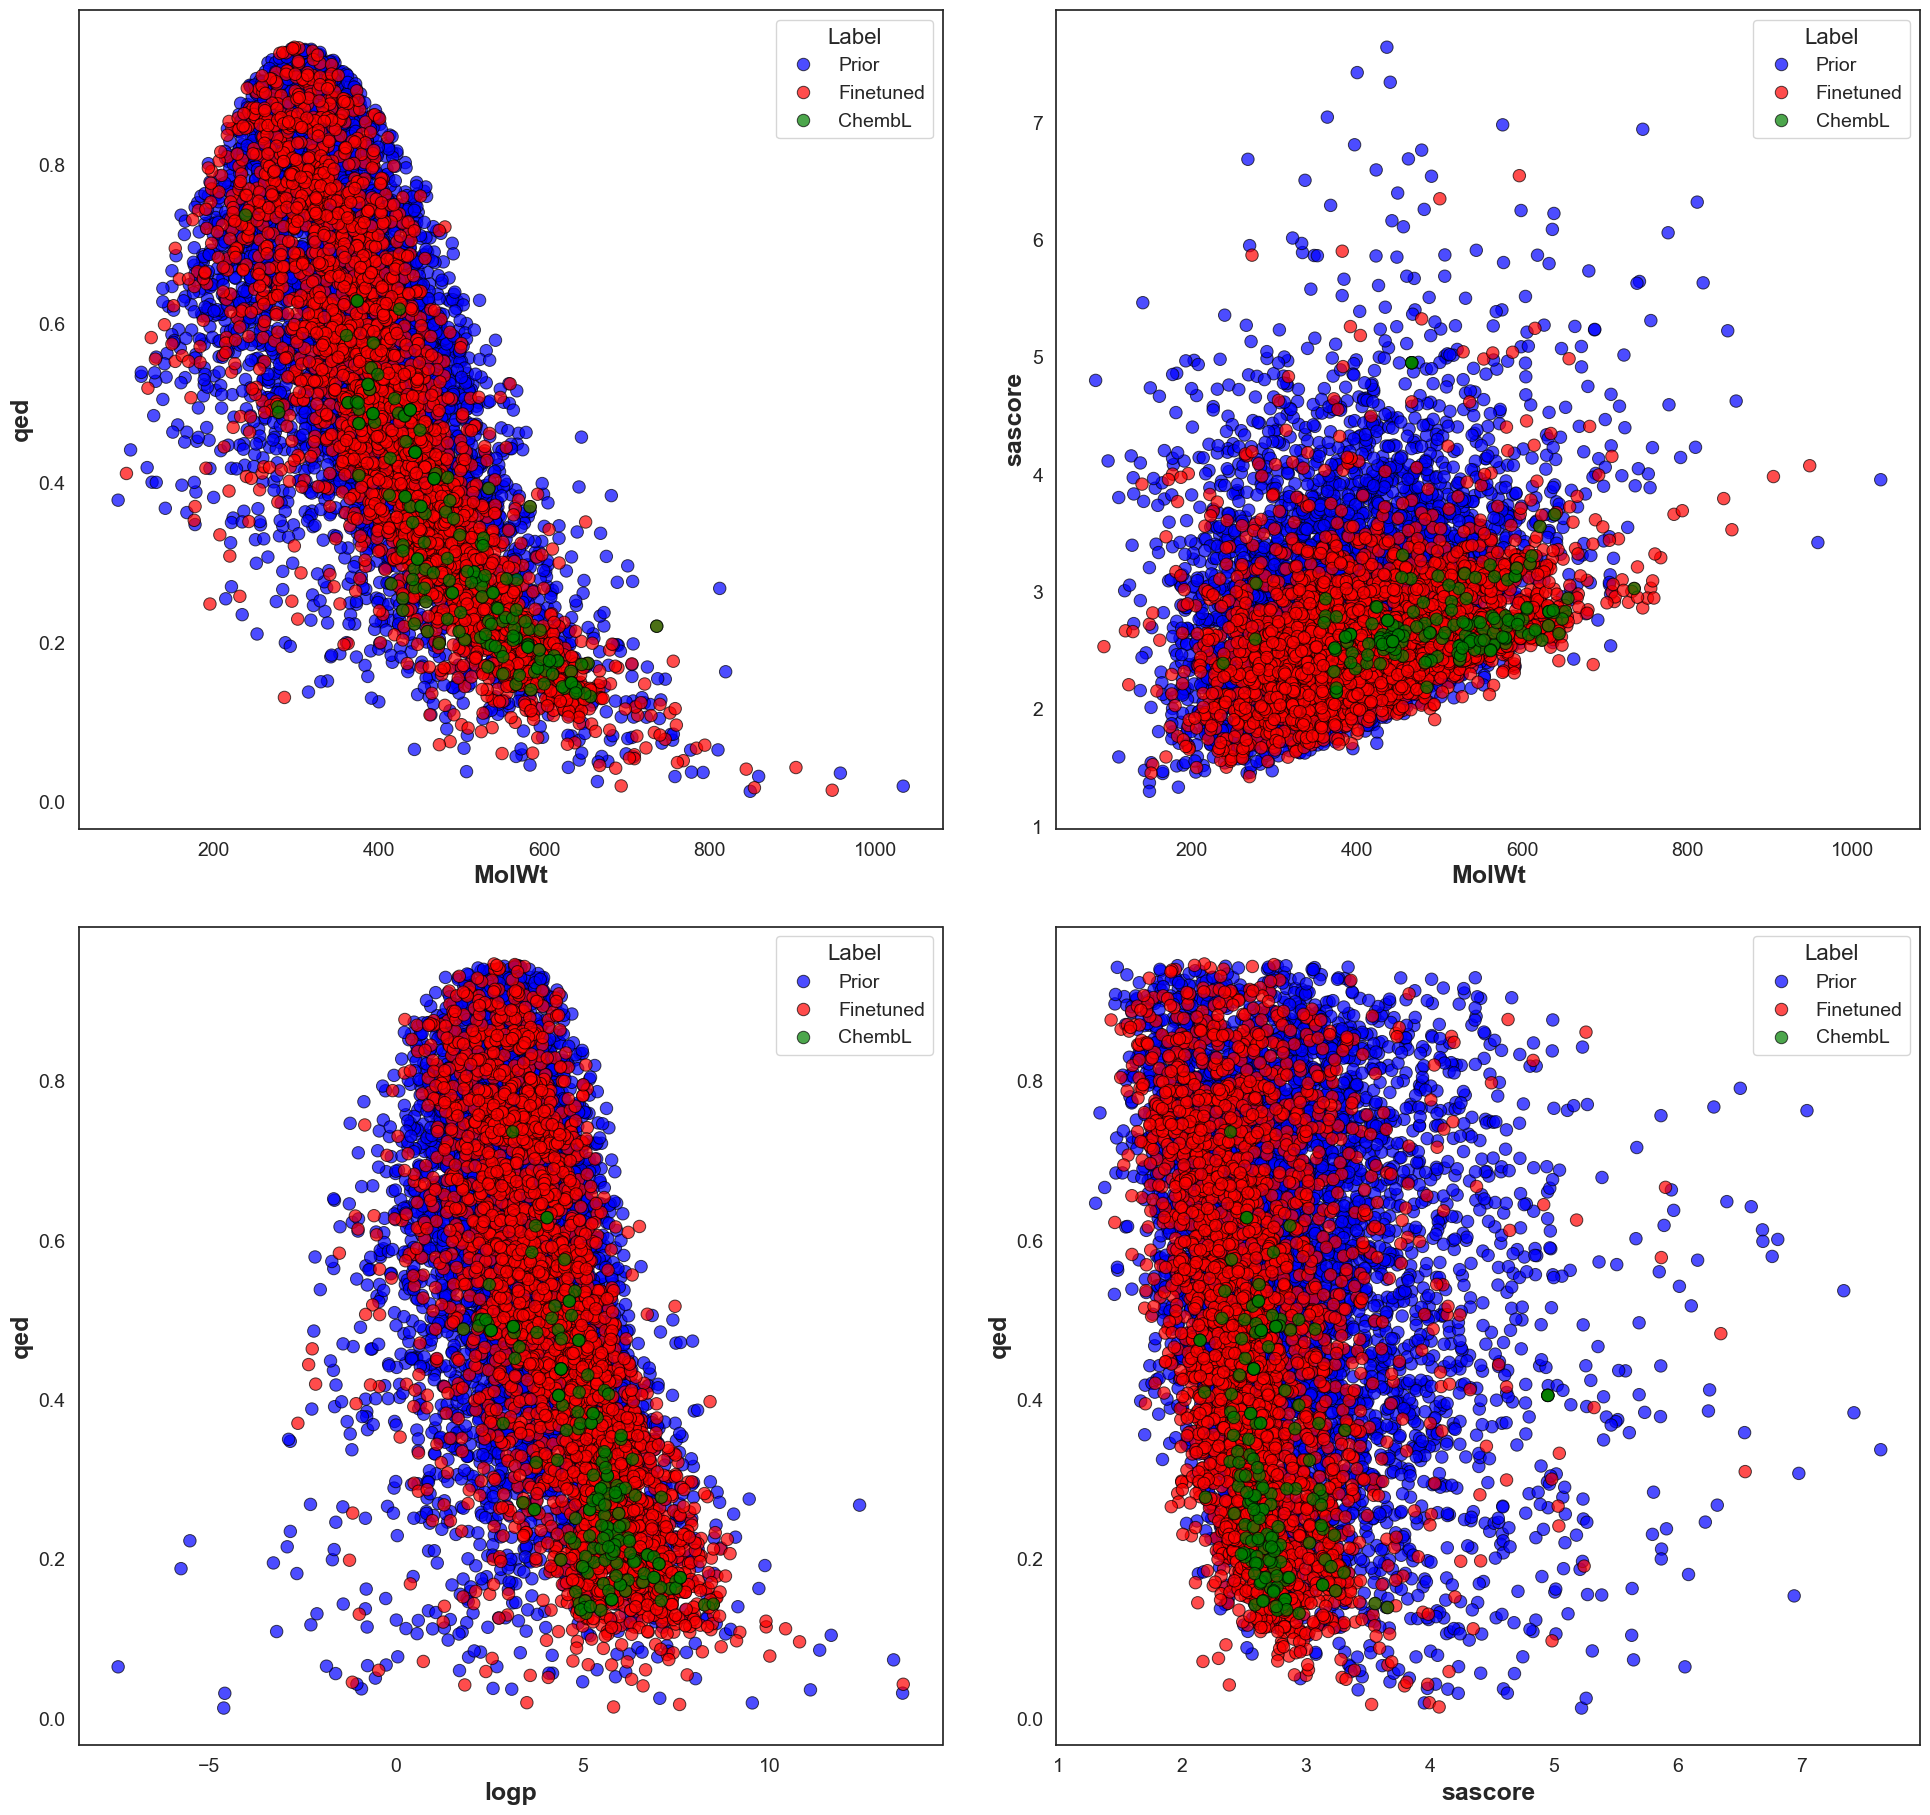 Label
Prior
Finetuned
ChembL
qed
0.8
0.6
0.4
0.2
0.0
200 400 600 800 1000
MolWt
Label
Prior
Finetuned
ChembL
sascore
7
6
5
4
3
2
1
200 400 600 800 1000
MolWt
Label
Prior
Finetuned
ChembL
qed
0.8
0.6
0.4
0.2
0.0
−5 0 5 10
logp
Label
Prior
Finetuned
ChembL
qed
0.8
0.6
0.4
0.2
0.0
1 2 3 4 5 6 7
sascore